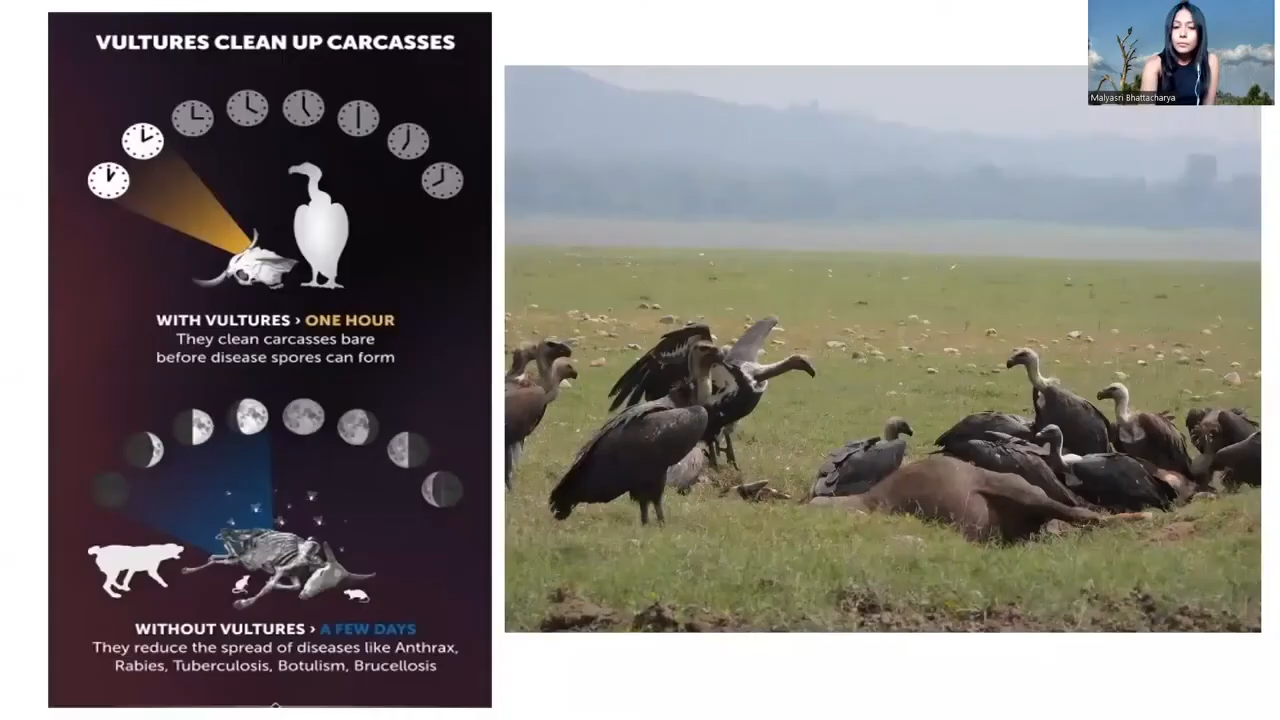 VULTURES CLEAN UP CARCASSES
WITH VULTURES › ONE HOUR
They clean carcasses bare
before disease spores can form
WITHOUT VULTURES › A FEW DAYS
They reduce the spread of diseases like Anthrax,
Rabies, Tuberculosis, Botulism, Brucellosis
Malyasri Bhattacharya